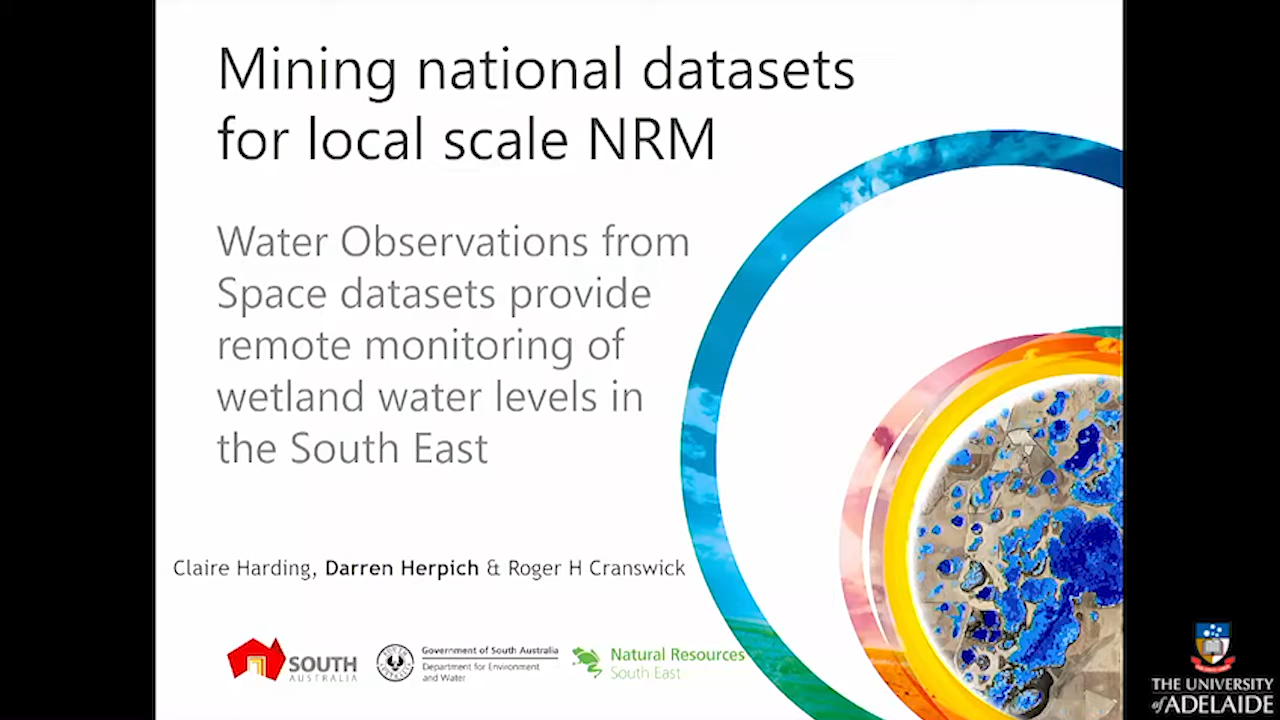 Mining national datasets
for local scale NRM
Water Observations from
Space datasets provide
remote monitoring of
wetland water levels in
the South East
Claire Harding, Darren Herpich & Roger H Cranswick
SOUTH
AUSTRALIA
Government of South Australia
Department for Environment
and Water
Natural Resources
South East
THE UNIVERSITY
of ADELAIDE